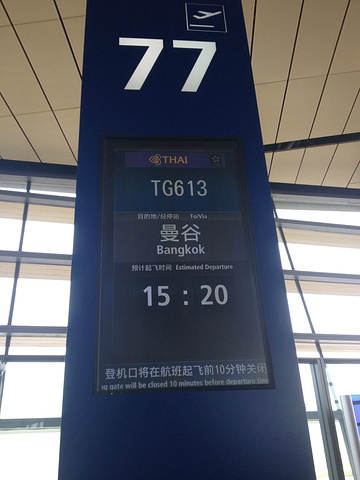 77
THAI
TG613
目的地/经停站 To/Via
曼谷
Bangkok
预计起飞时间 Estimated Departure
15 : 20
登机口将在航班起飞前10分钟关闭
gate will be closed 10 minutes before departure time